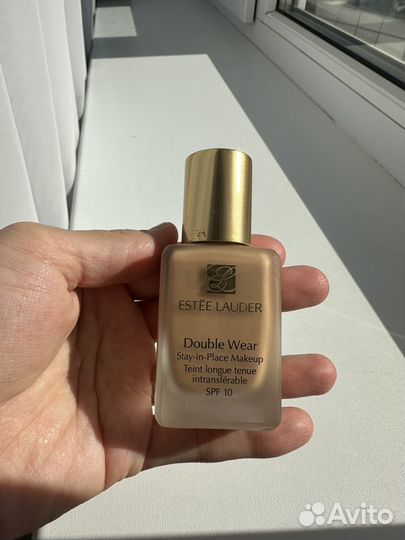 ESTĒE LAUDER
Double Wear
Stay-in-Place Makeup
Teint longue tenue
intransférable
SPF 10
Avito